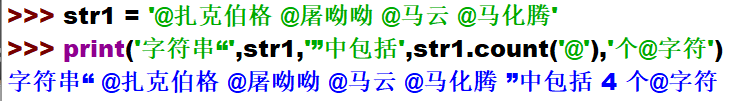 >>> str1 = '@扎克伯格 @屠呦呦 @马云 @马化腾'
>>> print('字符串“',str1,'”中包括',str1.count('@'),'个@字符')
字符串“ @扎克伯格 @屠呦呦 @马云 @马化腾 ”中包括 4 个@字符